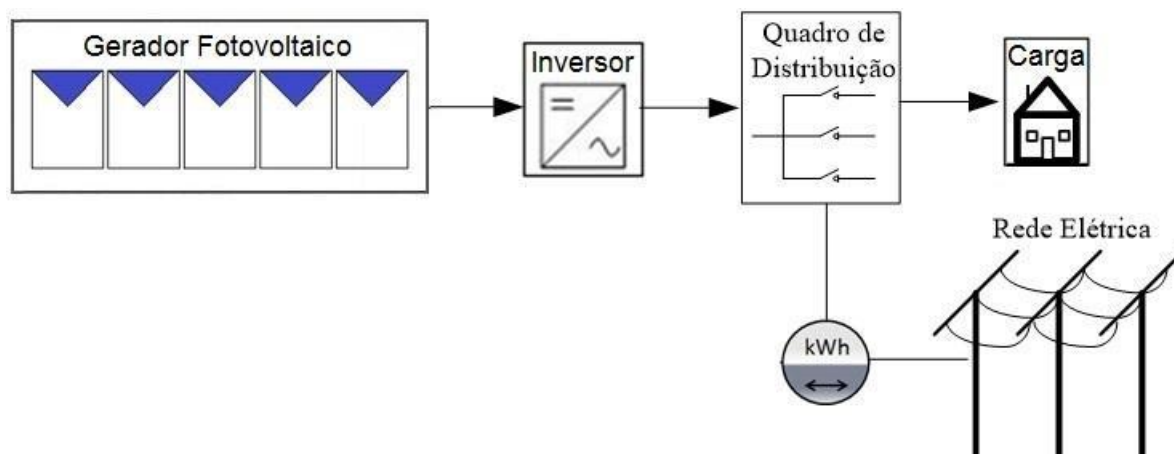 Gerador Fotovoltaico
Inversor
Quadro de
Distribuição
Carga
Rede Elétrica
kWh